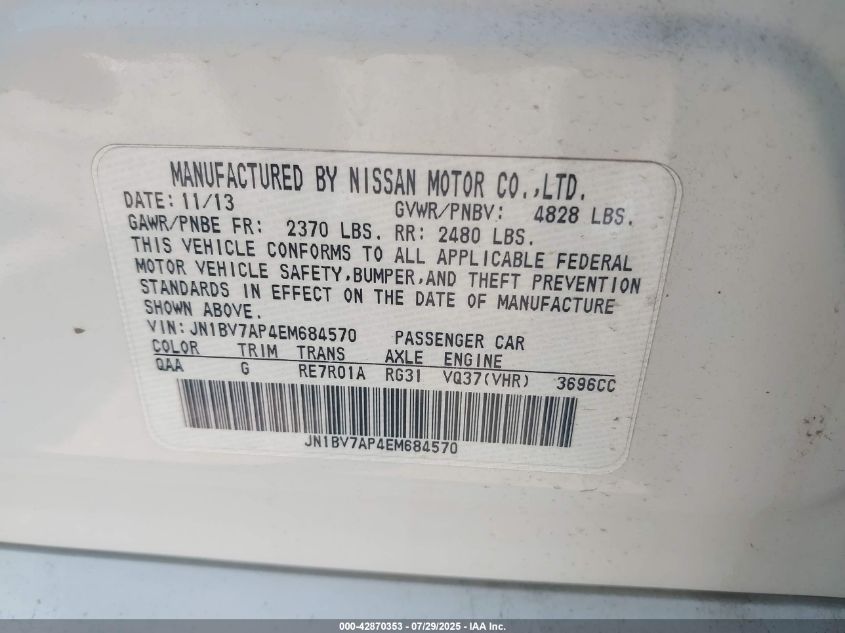 MANUFACTURED BY NISSAN MOTOR CO.,LTD.
DATE: 11/13 GVWR/PNBV: 4828 LBS.
GAWR/PNBE FR: 2370 LBS. RR: 2480 LBS.
THIS VEHICLE CONFORMS TO ALL APPLICABLE FEDERAL
MOTOR VEHICLE SAFETY,BUMPER,AND THEFT PREVENTION
STANDARDS IN EFFECT ON THE DATE OF MANUFACTURE
SHOWN ABOVE.
VIN: JN1BV7AP4EM684570 PASSENGER CAR
COLOR TRIM TRANS AXLE ENGINE
QAA G RE7R01A RG31 VQ37(VHR) 3696CC
JN1BV7AP4EM684570
000-42870353 - 07/29/2025 - IAA Inc.